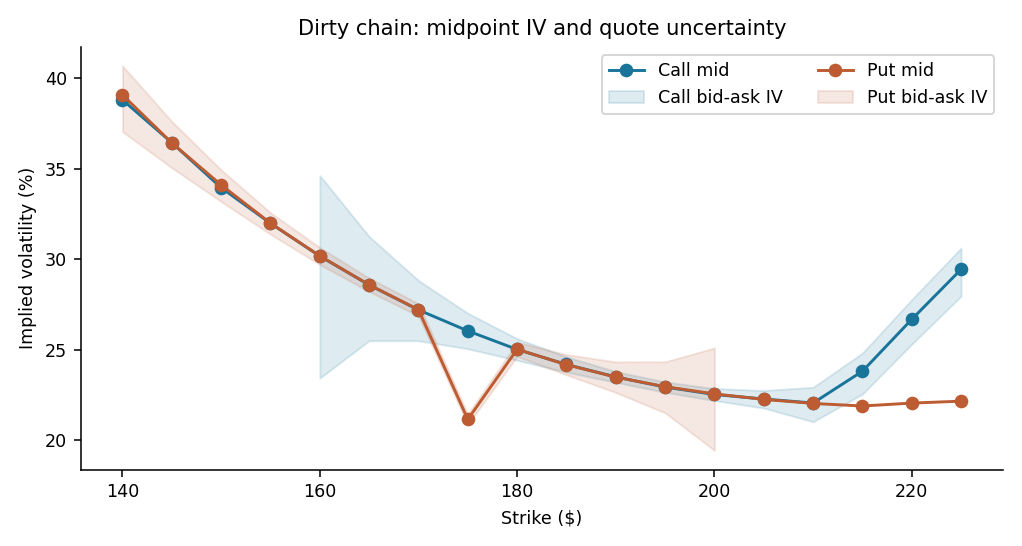 Dirty chain: midpoint IV and quote uncertainty
Call mid
Call bid-ask IV
Put mid
Put bid-ask IV
Implied volatility (%)
40
35
30
25
20
140
160
180
200
220
Strike ($)